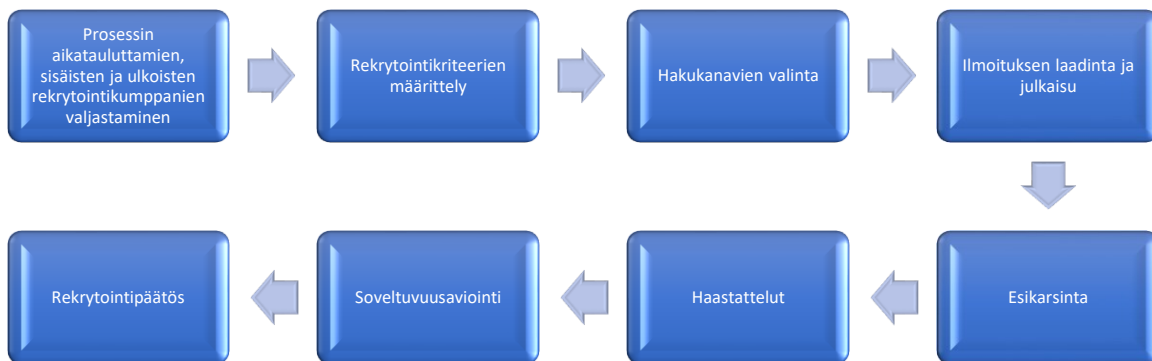 Prosessin
aikatauluttamien,
sisäisten ja ulkoisten
rekrytointikumppanien
valjastaminen
Rekrytointikriteerien
määrittely
Hakukanavien valinta
Ilmoituksen laadinta ja
julkaisu
Esikarsinta
Haastattelut
Soveltuvuusaviointi
Rekrytointipäätös